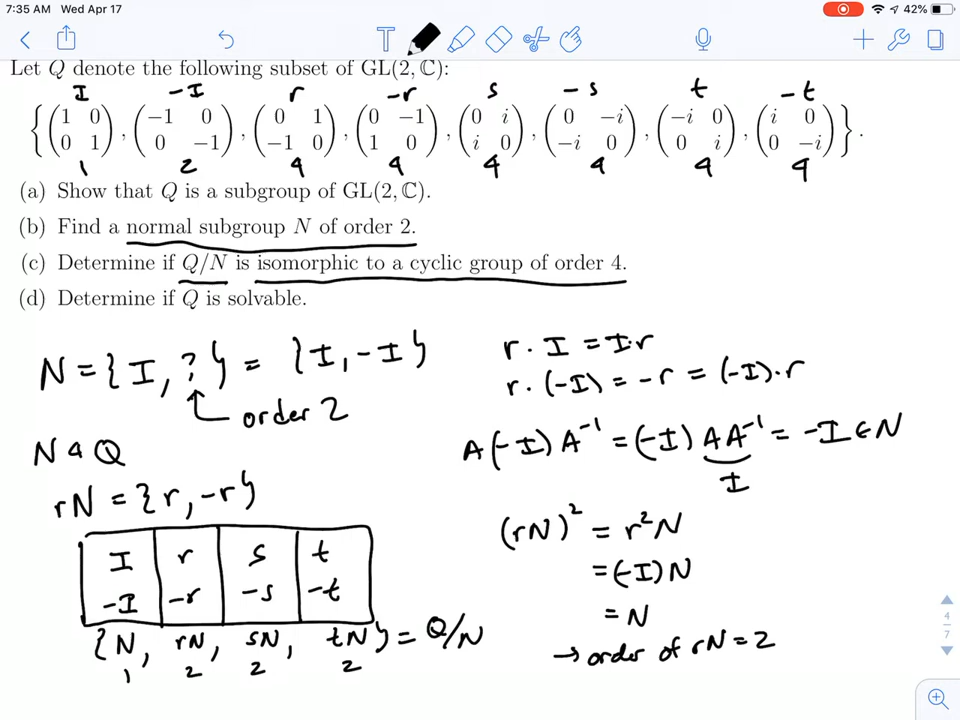 7:35 AM Wed Apr 17
42%
T
Let Q denote the following subset of GL(2, ℂ):
I -I r -r s -s t -t
{ (1 0; 0 1), (−1 0; 0 −1), (0 1; −1 0), (0 −1; 1 0), (0 i; i 0), (0 −i; −i 0), (−i 0; 0 i), (i 0; 0 −i) }.
1 2 4 4 4 4 4 4
(a) Show that Q is a subgroup of GL(2, ℂ).
(b) Find a normal subgroup N of order 2.
(c) Determine if Q/N is isomorphic to a cyclic group of order 4.
(d) Determine if Q is solvable.
N = {I, ?} = {I, -I}
order 2
N ⊲ Q
rN = {r, -r}
I r s t
-I -r -s -t
{N, rN, sN, tN} = Q/N
1 2 2 2
r · I = I·r
r · (-I) = -r = (-I)·r
A(-I)A⁻¹ = (-I)AA⁻¹ = -I ∈ N
I
(rN)² = r²N
= (-I)N
= N
→ order of rN = 2
4
7